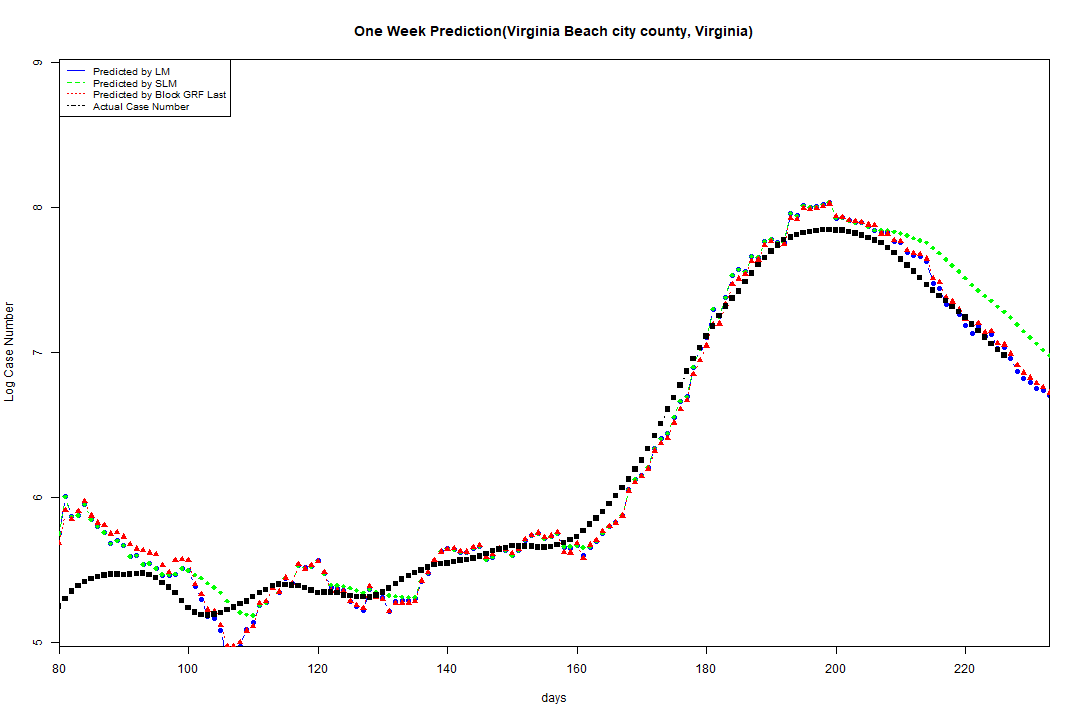 One Week Prediction(Virginia Beach city county, Virginia)
Predicted by LM
Predicted by SLM
Predicted by Block GRF Last
Actual Case Number
9
8
7
6
5
Log Case Number
80 100 120 140 160 180 200 220
days